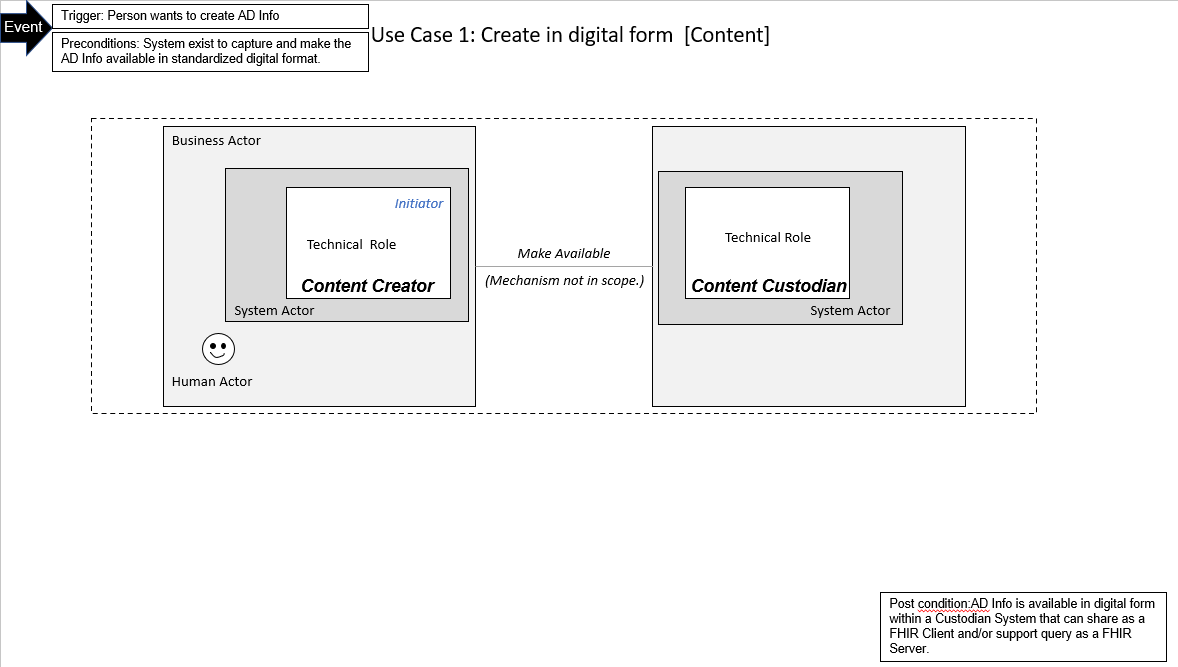 Event
Trigger: Person wants to create AD Info
Preconditions: System exist to capture and make the
AD Info available in standardized digital format.
Use Case 1: Create in digital form [Content]
Business Actor
Initiator
Technical Role
Content Creator
System Actor
Human Actor
Make Available
(Mechanism not in scope.)
Technical Role
Content Custodian
System Actor
Post condition:AD Info is available in digital form
within a Custodian System that can share as a
FHIR Client and/or support query as a FHIR
Server.